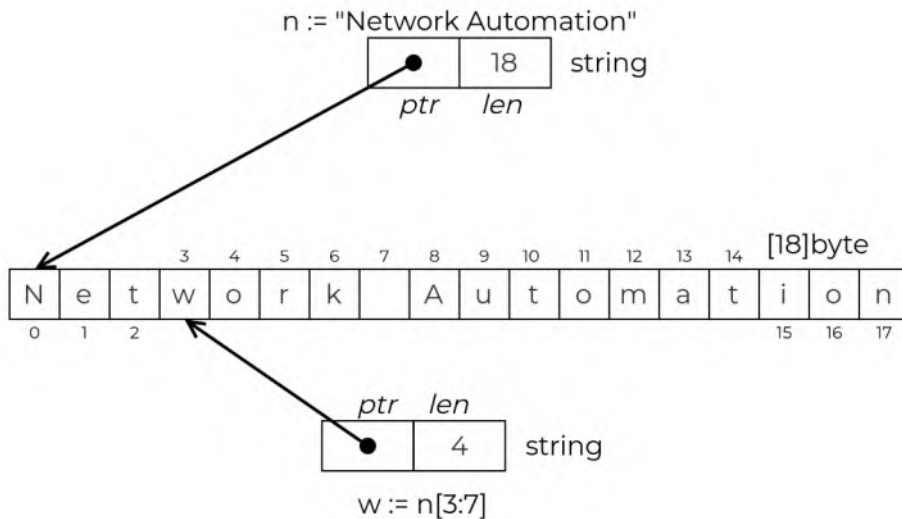 n := "Network Automation"
18 string
ptr len
[18]byte
3 4 5 6 7 8 9 10 11 12 13 14
N e t w o r k A u t o m a t i o n
0 1 2 15 16 17
ptr len
4 string
w := n[3:7]